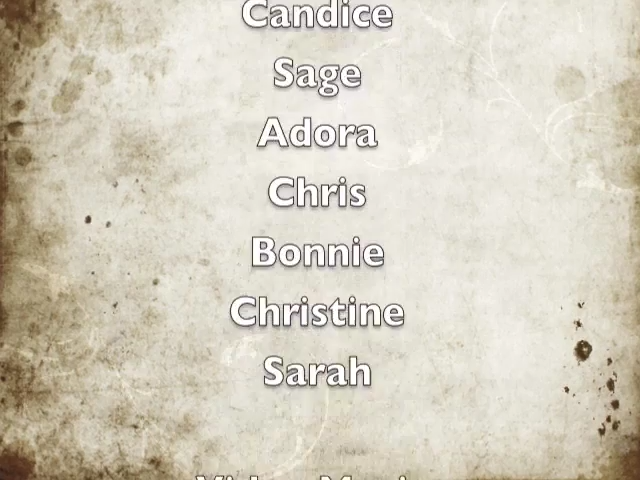 Candice
Sage
Adora
Chris
Bonnie
Christine
Sarah